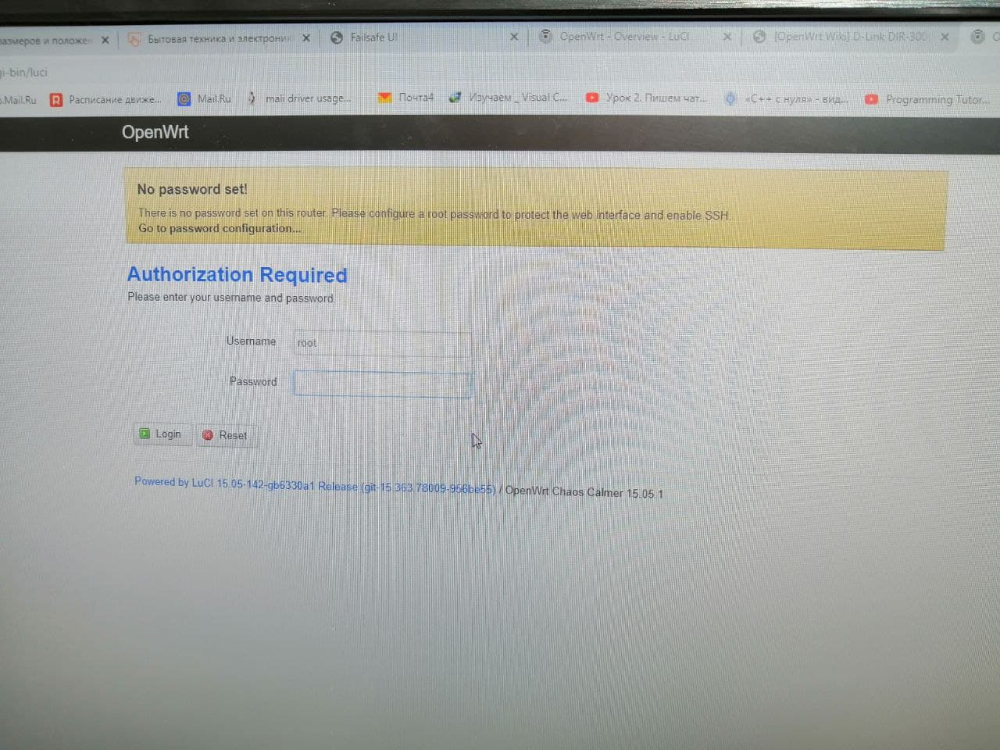 размеров и положе
Бытовая техника и электроник
Failsafe UI
OpenWrt - Overview - LuCI
[OpenWrt Wiki] D-Link DIR-300
gi-bin/luci
Mail.Ru
Расписание движе...
Mail.Ru
mali driver usage...
Почта4
Изучаем _ Visual C...
Урок 2. Пишем чат...
«C++ с нуля» - вид...
Programming Tutor...
OpenWrt
No password set!
There is no password set on this router. Please configure a root password to protect the web interface and enable SSH.
Go to password configuration...
Authorization Required
Please enter your username and password.
Username
root
Password
Login
Reset
Powered by LuCI 15.05-142-gb6330a1 Release (git-15.363.78009-956be55) / OpenWrt Chaos Calmer 15.05.1